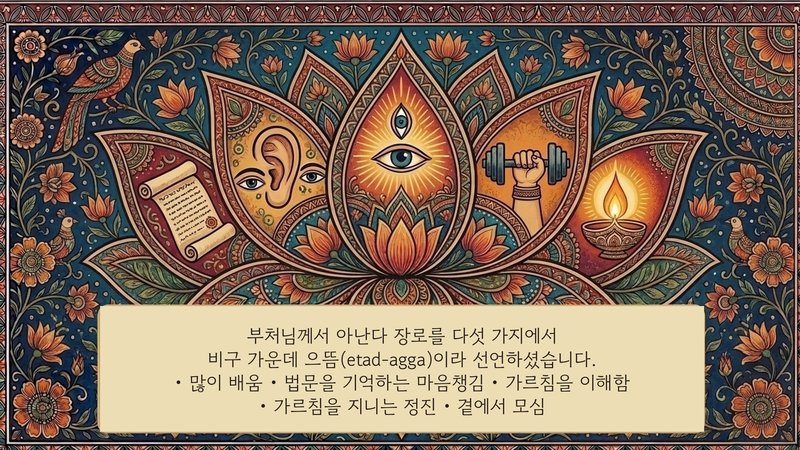 부처님께서 아난다 장로를 다섯 가지에서
비구 가운데 으뜸(etad-agga)이라 선언하셨습니다.
• 많이 배움 • 법문을 기억하는 마음챙김 • 가르침을 이해함
• 가르침을 지니는 정진 • 곁에서 모심